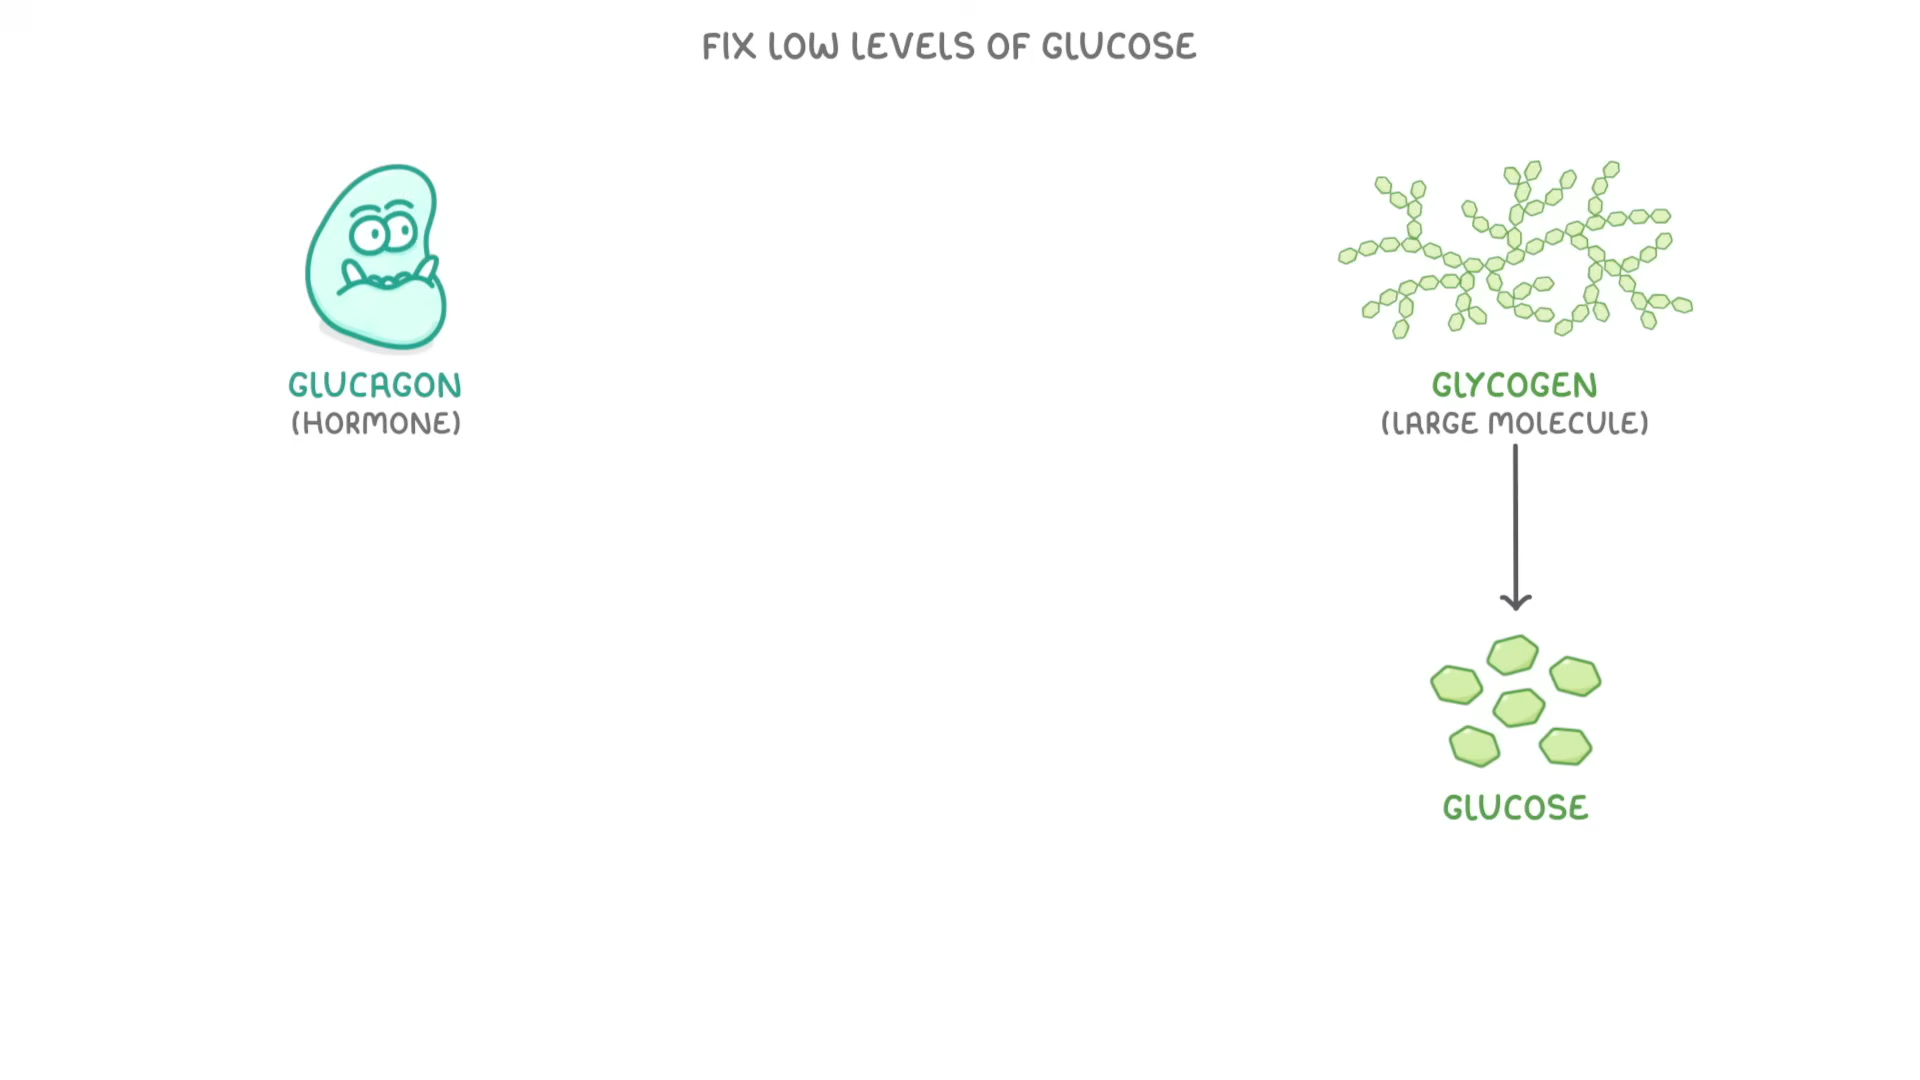 FIX LOW LEVELS OF GLUCOSE
GLUCAGON
(HORMONE)
GLYCOGEN
(LARGE MOLECULE)
GLUCOSE